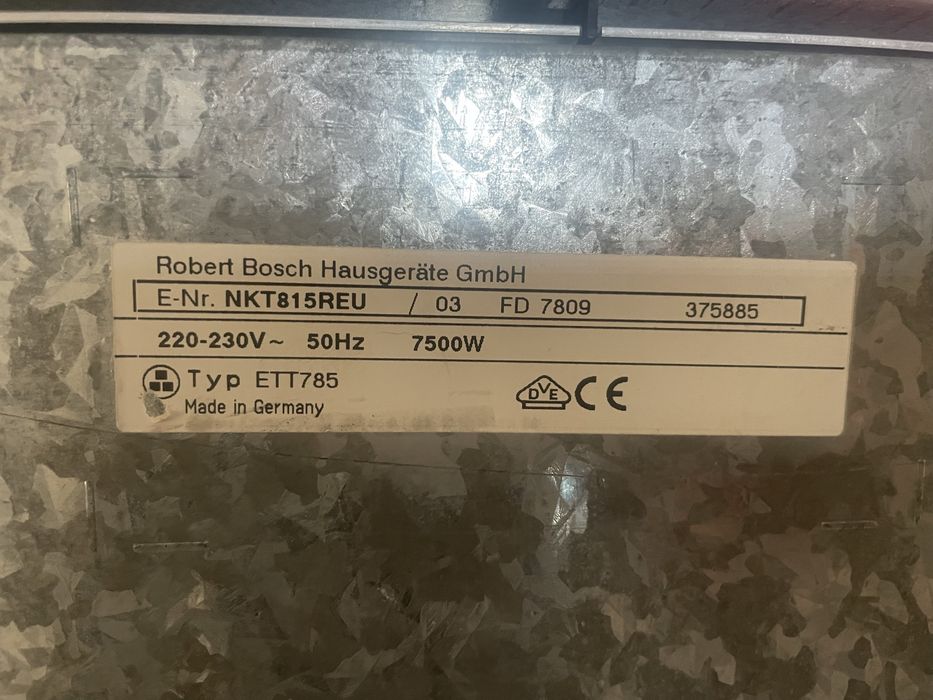 Robert Bosch Hausgeräte GmbH
E-Nr. NKT815REU / 03 FD 7809 375885
220-230V~ 50Hz 7500W
Typ ETT785
DVE CE
Made in Germany